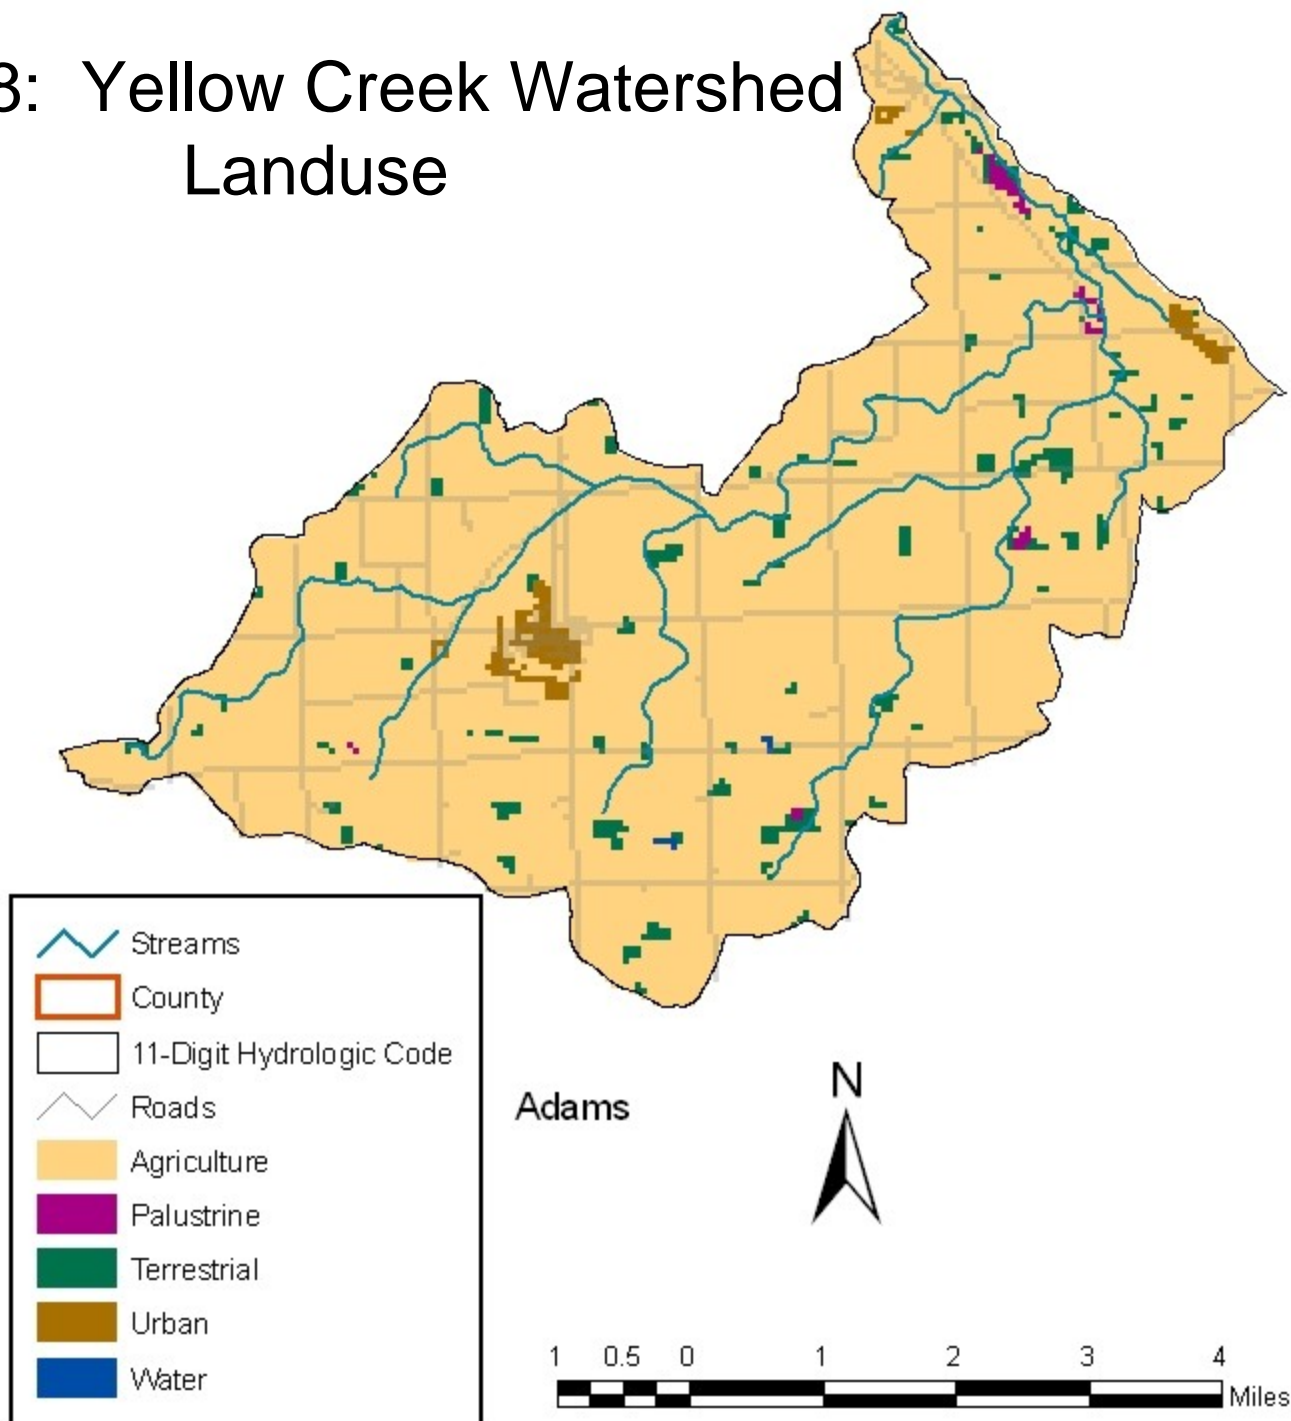 3: Yellow Creek Watershed
Landuse
Streams
County
11-Digit Hydrologic Code
Roads
Agriculture
Palustrine
Terrestrial
Urban
Water
Adams
N
1 0.5 0 1 2 3 4
Miles